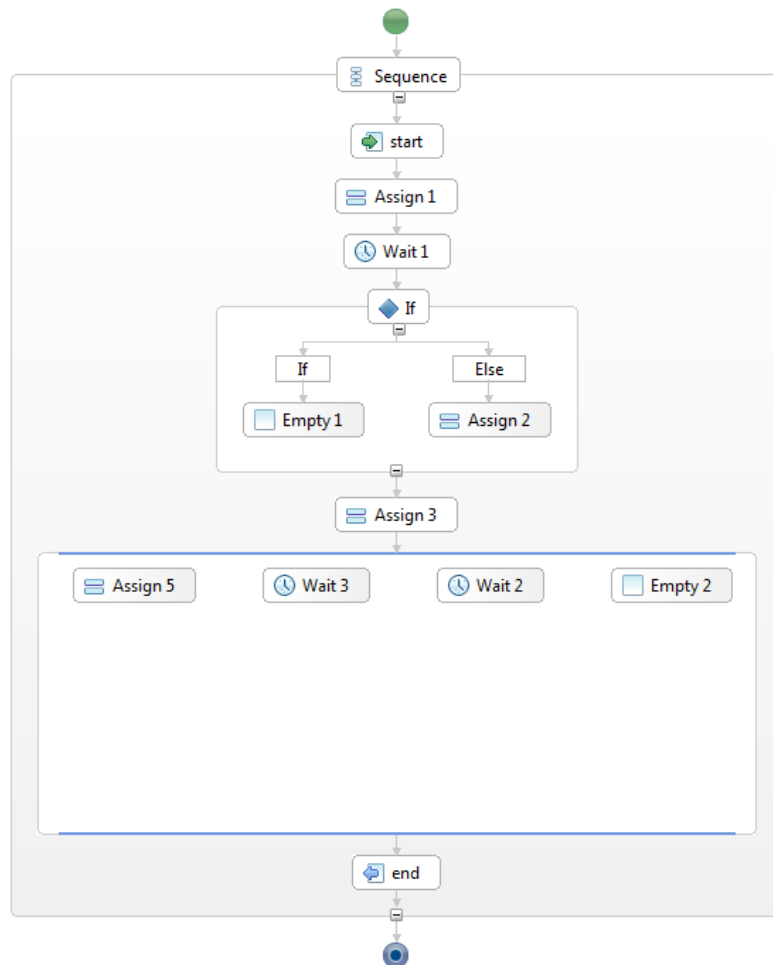 Sequence
start
Assign 1
Wait 1
If
If Else
Empty 1 Assign 2
Assign 3
Assign 5 Wait 3 Wait 2 Empty 2
end